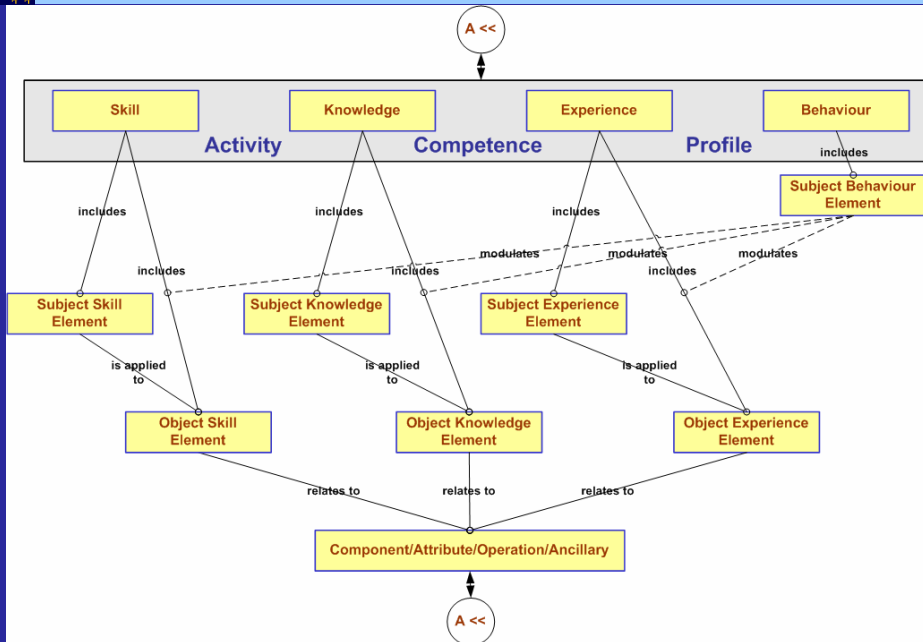 A <<
Skill
Knowledge
Experience
Behaviour
Activity
Competence
Profile
includes
Subject Behaviour
Element
includes
includes
includes
modulates
modulates
modulates
includes
includes
includes
Subject Skill
Element
Subject Knowledge
Element
Subject Experience
Element
is applied
to
is applied
to
is applied
to
Object Skill
Element
Object Knowledge
Element
Object Experience
Element
relates to
relates to
relates to
Component/Attribute/Operation/Ancillary
A <<